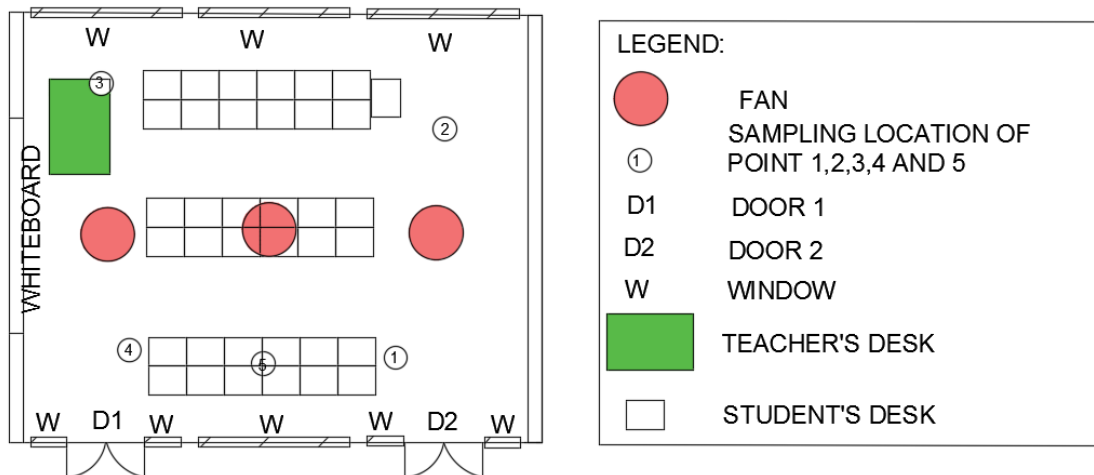 W
W
W
3
2
WHITEBOARD
4
5
1
W
D1
W
W
W
D2
W
LEGEND:
FAN
SAMPLING LOCATION OF
1
POINT 1,2,3,4 AND 5
D1
DOOR 1
D2
DOOR 2
W
WINDOW
TEACHER'S DESK
STUDENT'S DESK